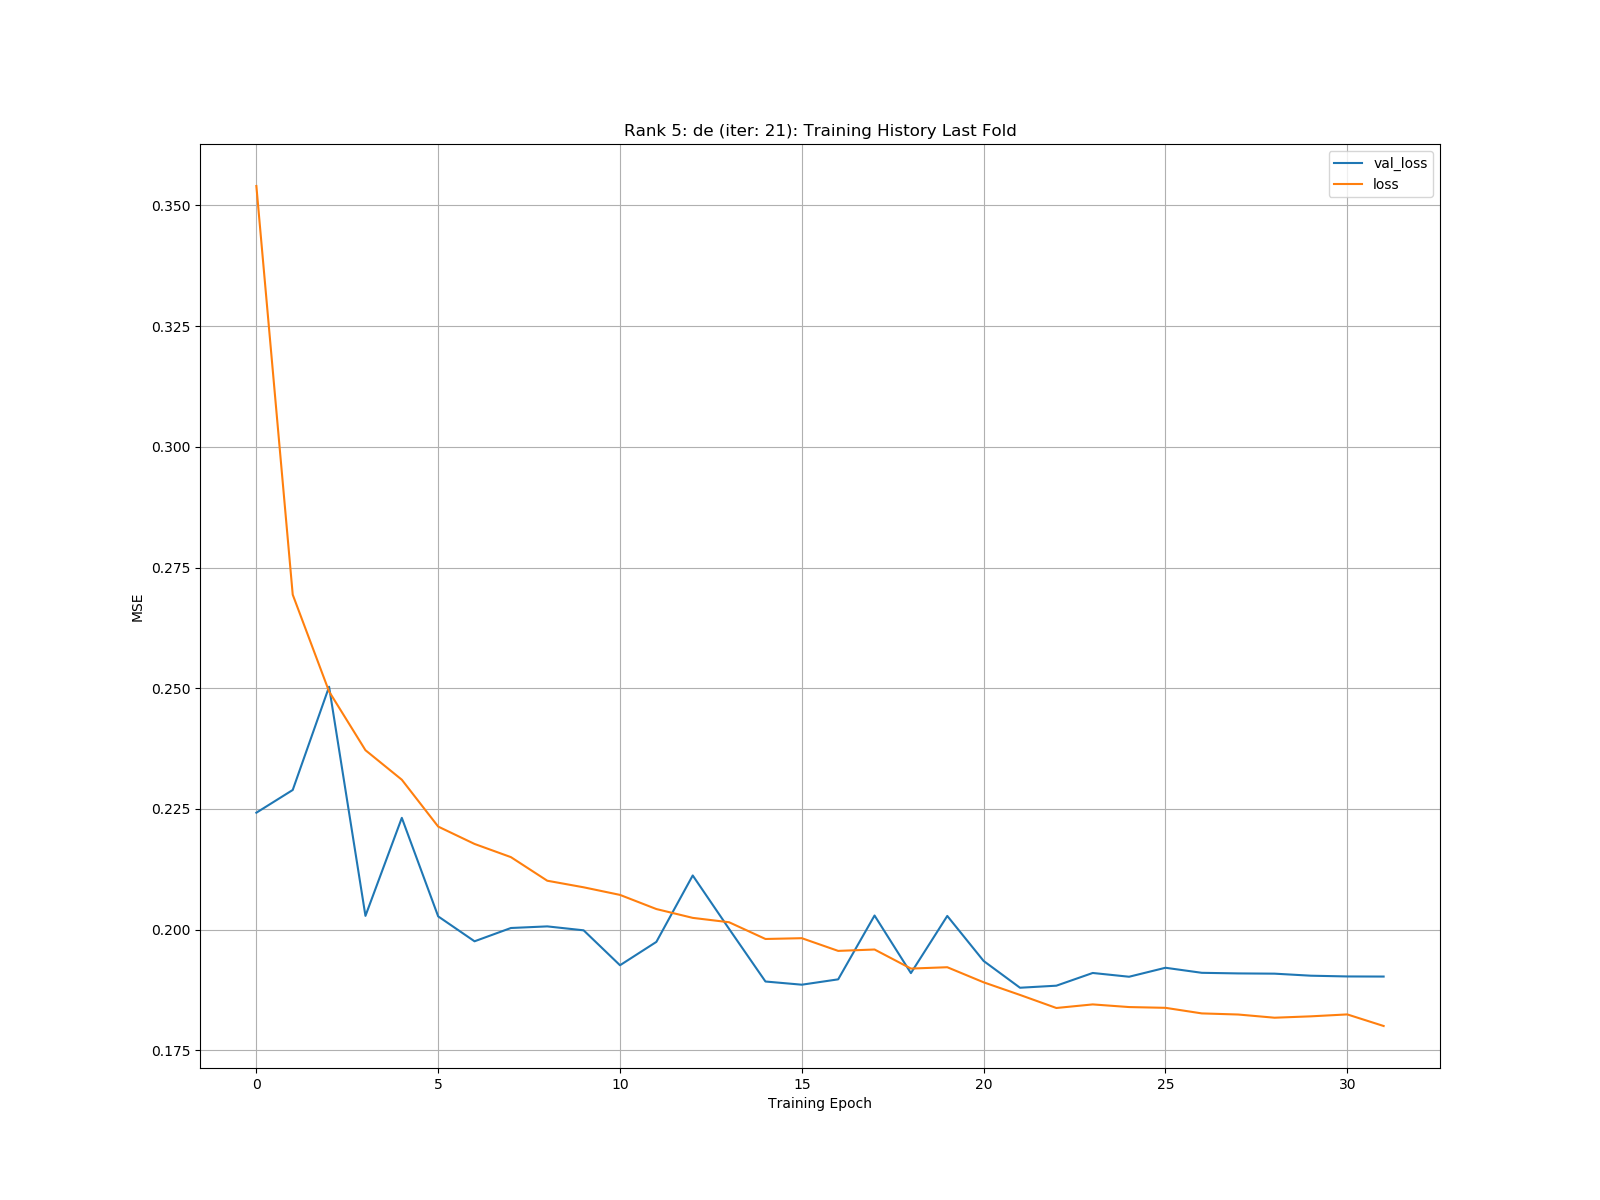 Rank 5: de (iter: 21): Training History Last Fold
val_loss
loss
0.350
0.325
0.300
0.275
0.250
0.225
0.200
0.175
MSE
0 5 10 15 20 25 30
Training Epoch